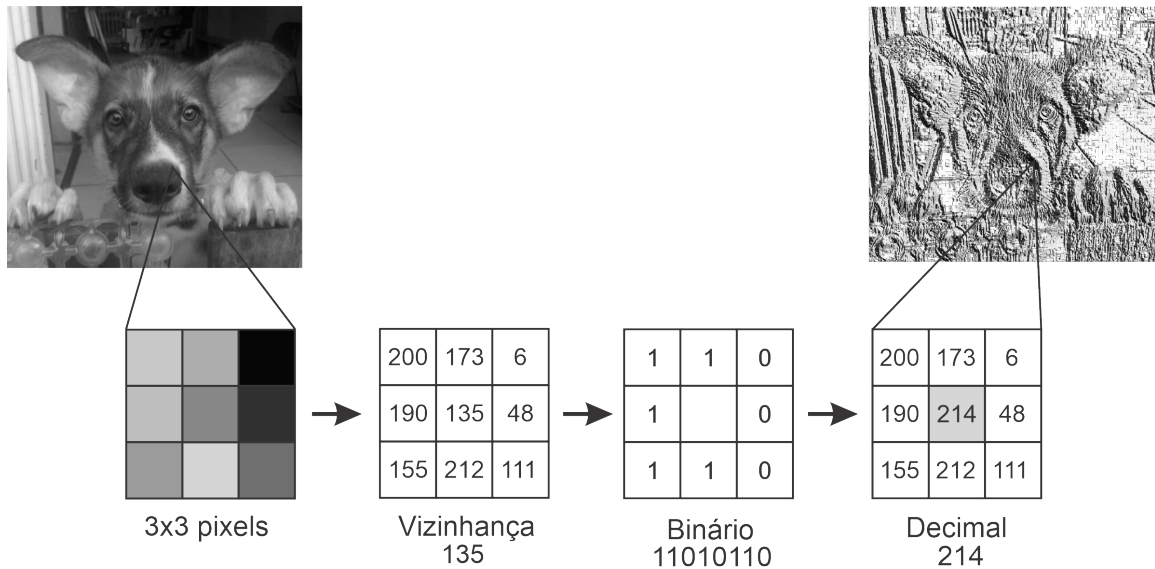 200 173 6
190 135 48
155 212 111
1 1 0
1 0
1 1 0
200 173 6
190 214 48
155 212 111
3x3 pixels
Vizinhança
135
Binário
11010110
Decimal
214